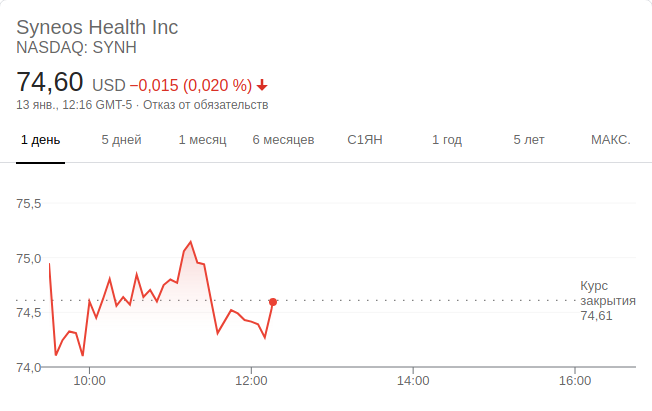 Syneos Health Inc
NASDAQ: SYNH
74,60 USD −0,015 (0,020 %)
13 янв., 12:16 GMT-5 · Отказ от обязательств
1 день 5 дней 1 месяц 6 месяцев С1ЯН 1 год 5 лет МАКС.
75,5
75,0
74,5
74,0
Курс
закрытия
74,61
10:00 12:00 14:00 16:00